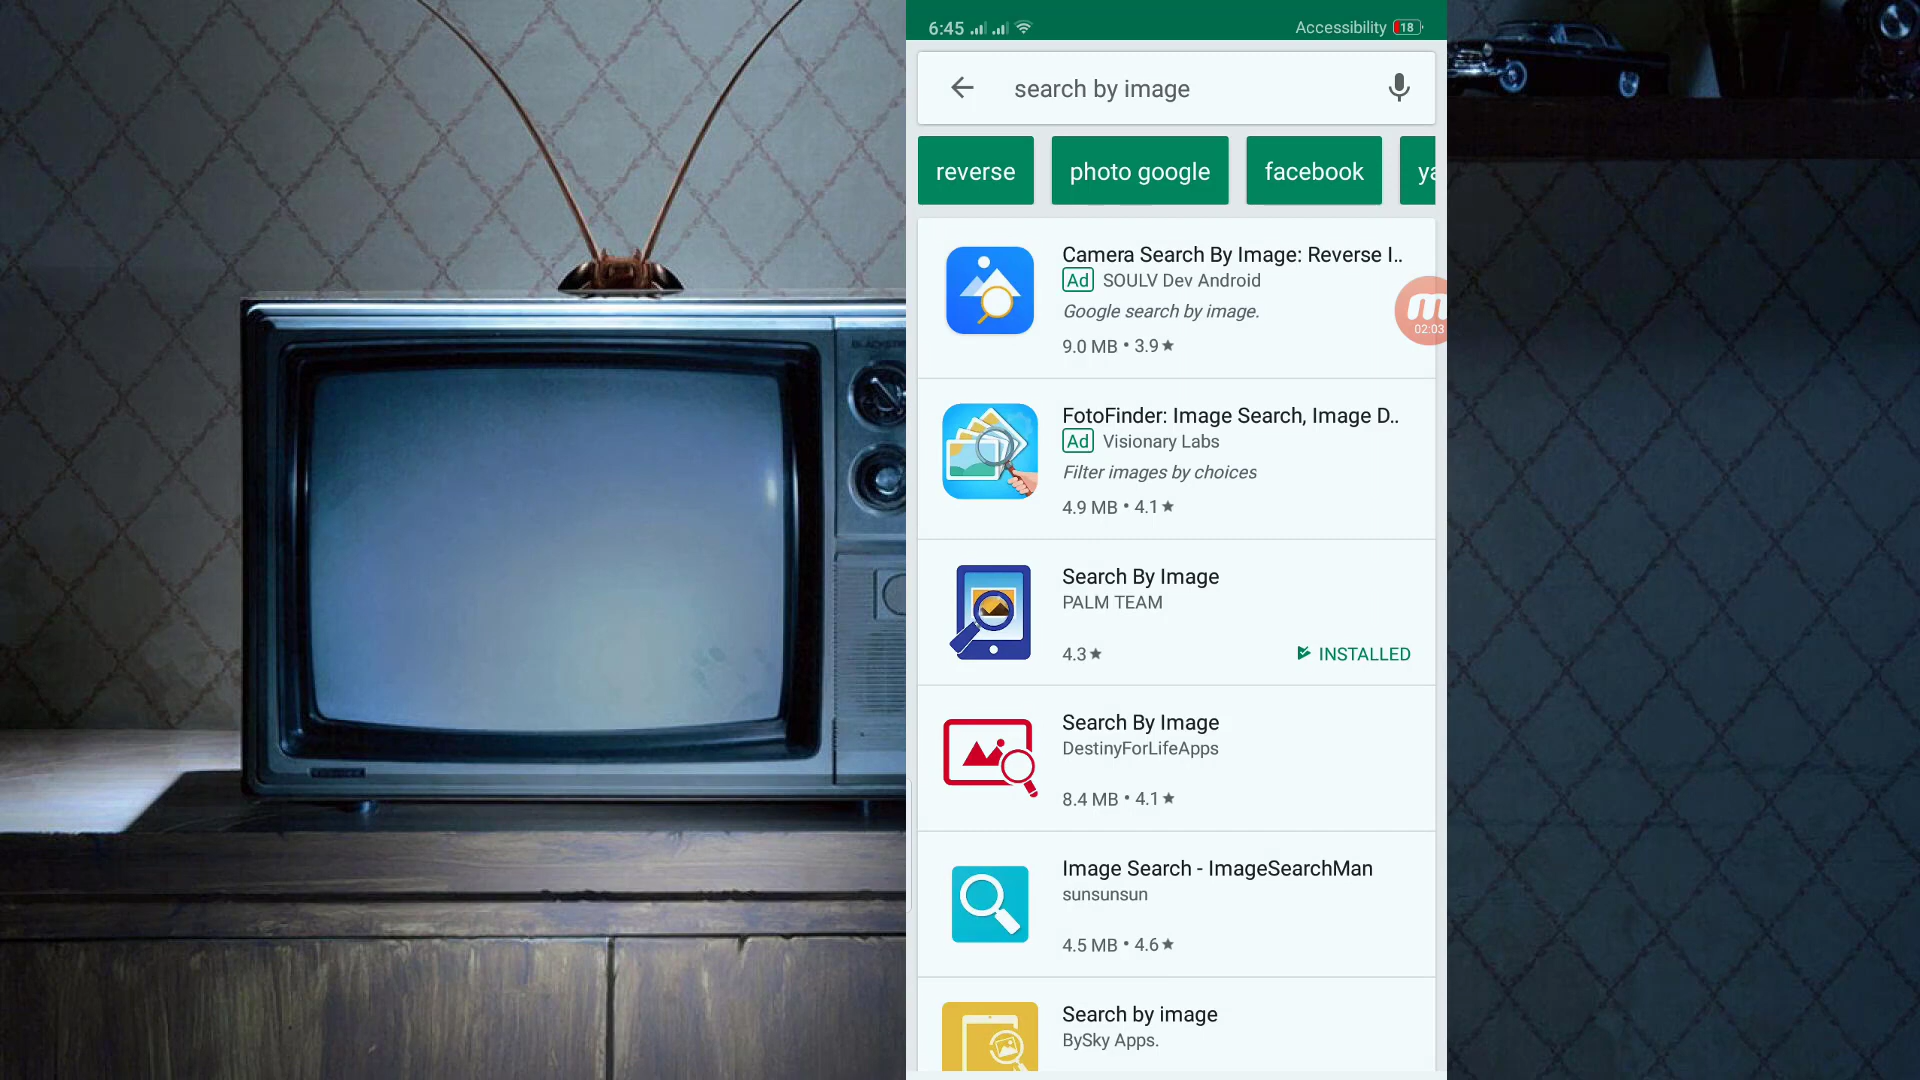 6:45
Accessibility 18
search by image
reverse
photo google
facebook
Camera Search By Image: Reverse I..
Ad SOULV Dev Android
Google search by image.
9.0 MB • 3.9★
02:03
FotoFinder: Image Search, Image D..
Ad Visionary Labs
Filter images by choices
4.9 MB • 4.1★
Search By Image
PALM TEAM
4.3★
INSTALLED
Search By Image
DestinyForLifeApps
8.4 MB • 4.1★
Image Search - ImageSearchMan
sunsunsun
4.5 MB • 4.6★
Search by image
BySky Apps.